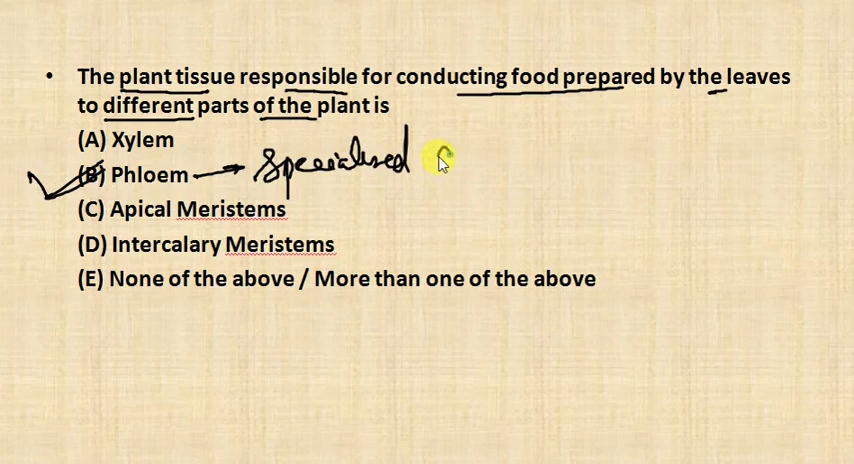 • The plant tissue responsible for conducting food prepared by the leaves
to different parts of the plant is
(A) Xylem
(B) Phloem → Specialized
(C) Apical Meristems
(D) Intercalary Meristems
(E) None of the above / More than one of the above